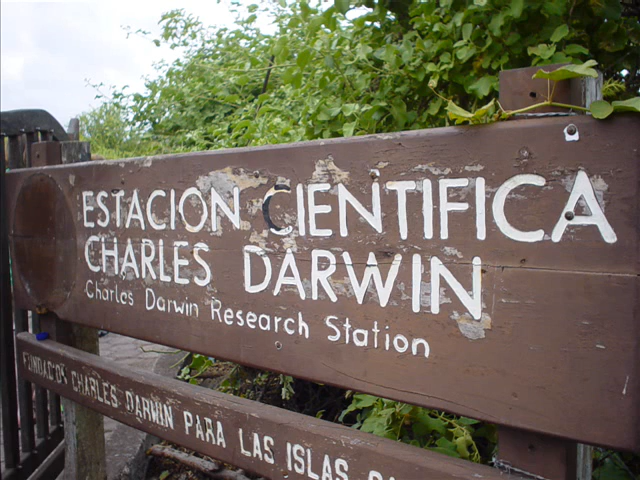 ESTACION CIENTIFICA
CHARLES DARWIN
Charles Darwin Research Station
CHARLES DARWIN PARA LAS ISLAS